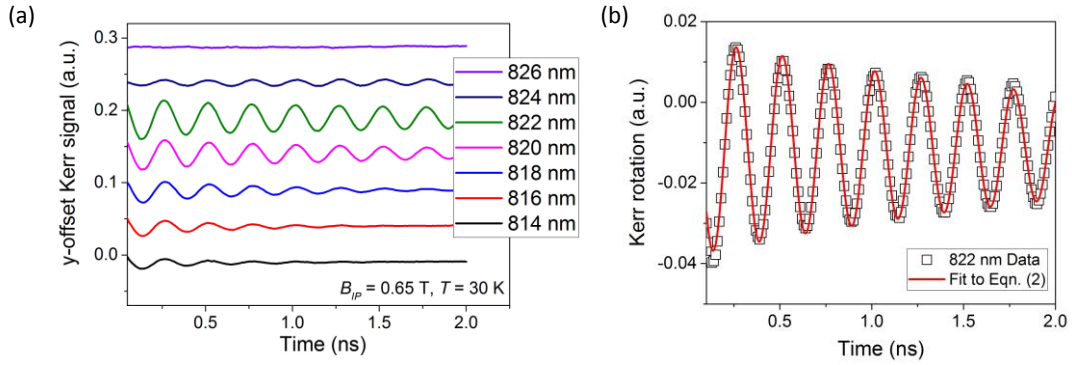 (a)
y-offset Kerr signal (a.u.)
0.3
0.2
0.1
0.0
826 nm
824 nm
822 nm
820 nm
818 nm
816 nm
814 nm
B_IP = 0.65 T, T = 30 K
0.5 1.0 1.5 2.0
Time (ns)
(b)
Kerr rotation (a.u.)
0.02
0.00
-0.02
-0.04
822 nm Data
Fit to Eqn. (2)
0.5 1.0 1.5 2.0
Time (ns)